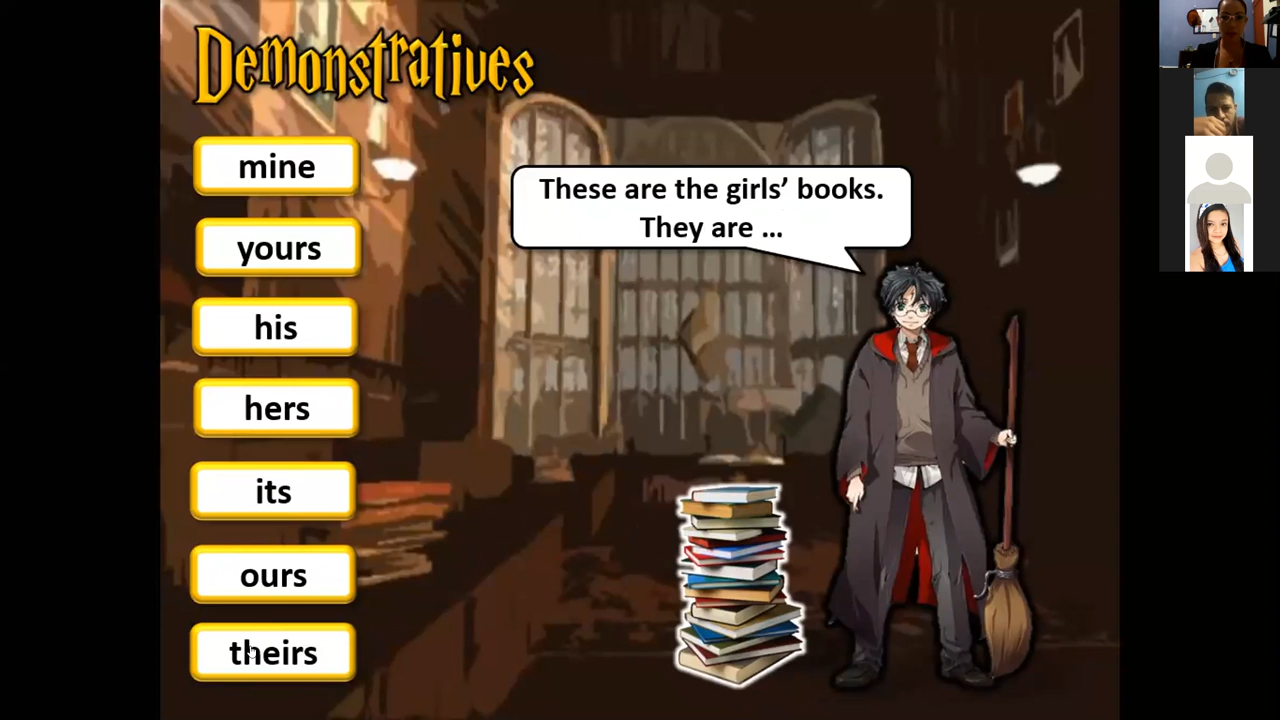 Demonstratives
mine
yours
his
hers
its
ours
theirs
These are the girls’ books.
They are ...